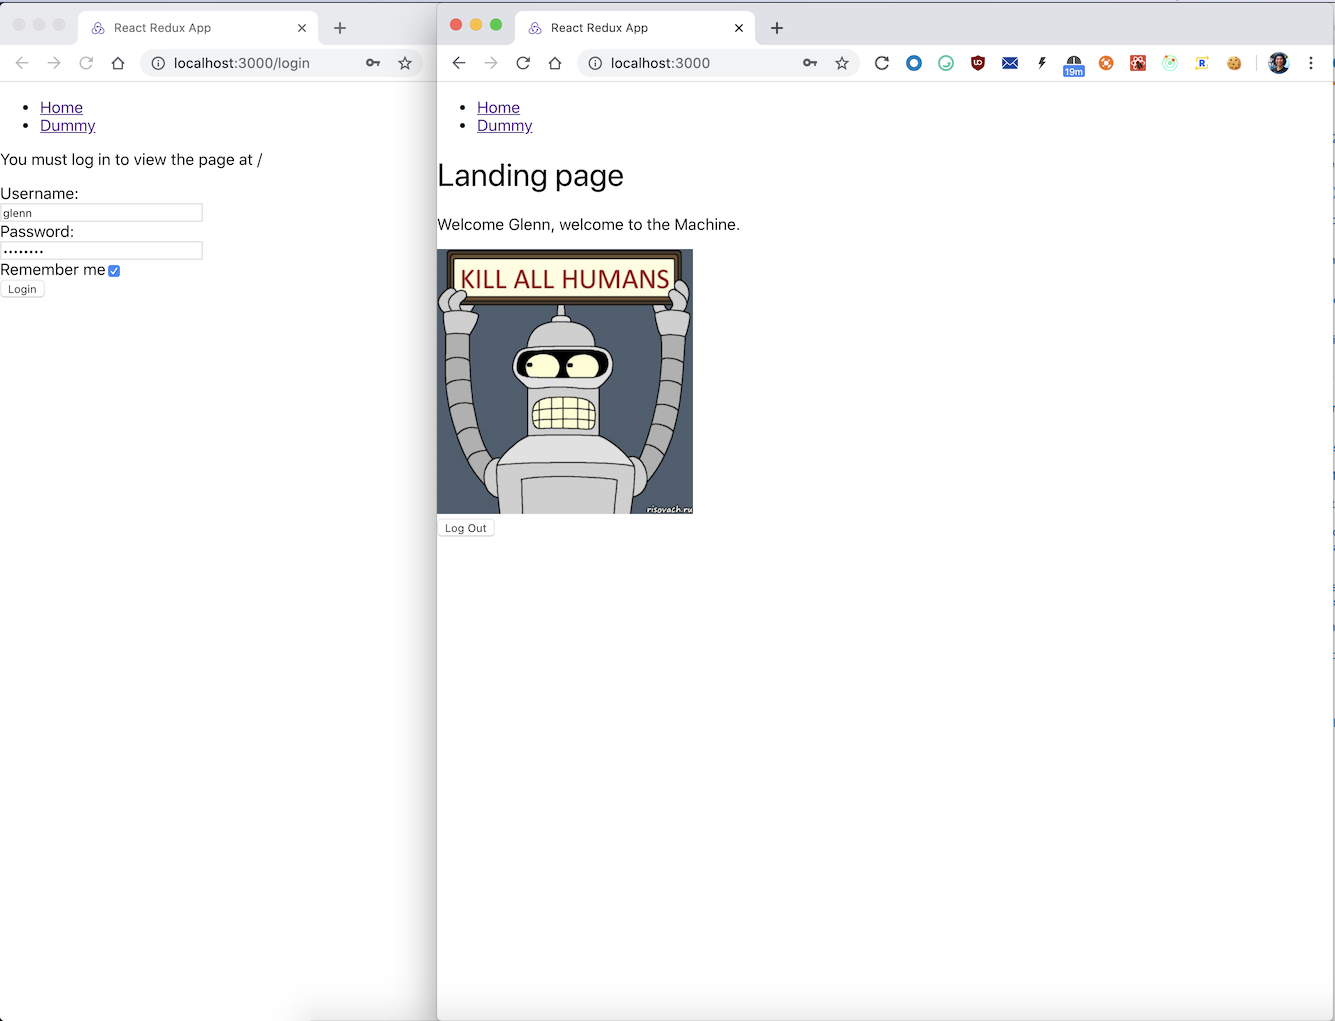 React Redux App
localhost:3000/login
Home
Dummy
You must log in to view the page at /
Username:
glenn
Password:
••••••••
Remember me
Login
React Redux App
localhost:3000
19m
R
Home
Dummy
Landing page
Welcome Glenn, welcome to the Machine.
KILL ALL HUMANS
risovach.ru
Log Out